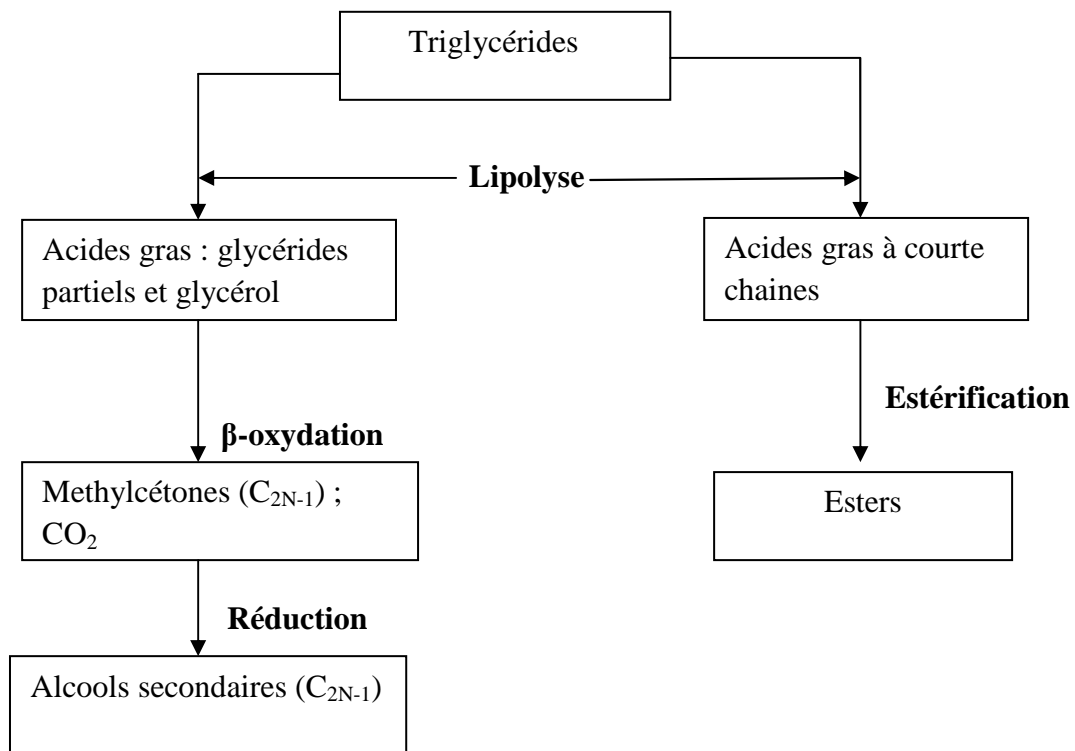 Triglycérides
Lipolyse
Acides gras : glycérides
partiels et glycérol
Acides gras à courte
chaines
Estérification
β-oxydation
Methylcétones (C₂N₋₁) ;
CO₂
Esters
Réduction
Alcools secondaires (C₂N₋₁)